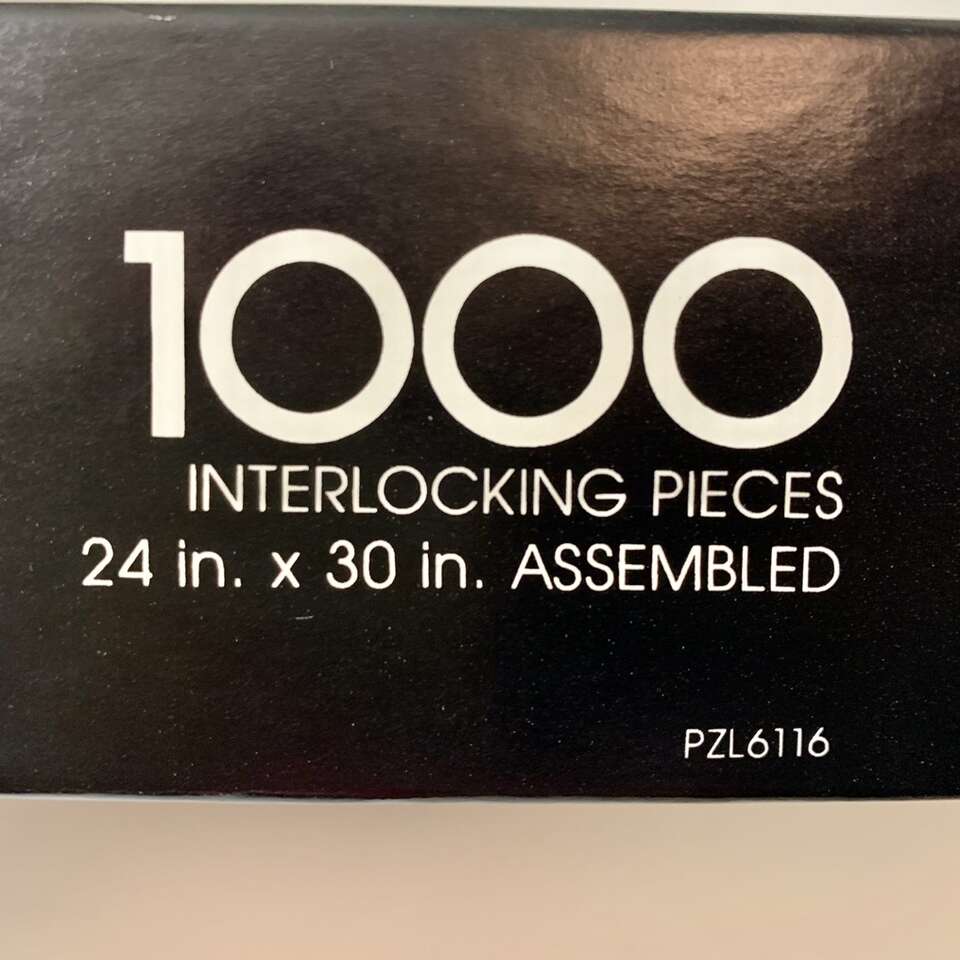 1000
INTERLOCKING PIECES
24 in. x 30 in. ASSEMBLED
PZL6116